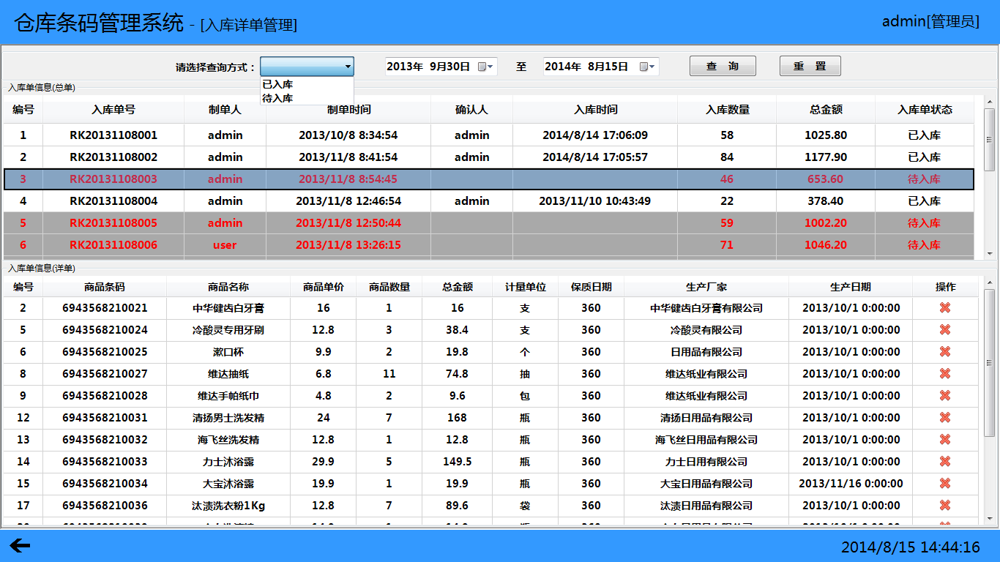 仓库条码管理系统 - [入库详单管理] admin[管理员]
请选择查询方式： 2013年 9月30日 至 2014年 8月15日 查 询 重 置
已入库
待入库
入库单信息(总单)
编号 入库单号 制单人 制单时间 确认人 入库时间 入库数量 总金额 入库单状态
1 RK20131108001 admin 2013/10/8 8:34:54 admin 2014/8/14 17:06:09 58 1025.80 已入库
2 RK20131108002 admin 2013/11/8 8:41:54 admin 2014/8/14 17:05:57 84 1177.90 已入库
3 RK20131108003 admin 2013/11/8 8:54:45 46 653.60 待入库
4 RK20131108004 admin 2013/11/8 12:46:54 admin 2013/11/10 10:43:49 22 378.40 已入库
5 RK20131108005 admin 2013/11/8 12:50:44 59 1002.20 待入库
6 RK20131108006 user 2013/11/8 13:26:15 71 1046.20 待入库
入库单信息(详单)
编号 商品条码 商品名称 商品单价 商品数量 总金额 计量单位 保质日期 生产厂家 生产日期 操作
2 6943568210021 中华健齿白牙膏 16 1 16 支 360 中华健齿白牙膏有限公司 2013/10/1 0:00:00
5 6943568210024 冷酸灵专用牙刷 12.8 3 38.4 支 360 冷酸灵有限公司 2013/10/1 0:00:00
6 6943568210025 漱口杯 9.9 2 19.8 个 360 日用品有限公司 2013/10/1 0:00:00
8 6943568210027 维达抽纸 6.8 11 74.8 抽 360 维达纸业有限公司 2013/10/1 0:00:00
9 6943568210028 维达手帕纸巾 4.8 2 9.6 包 360 维达纸业有限公司 2013/10/1 0:00:00
12 6943568210031 清扬男士洗发精 24 7 168 瓶 360 清扬日用品有限公司 2013/10/1 0:00:00
13 6943568210032 海飞丝洗发精 12.8 1 12.8 瓶 360 海飞丝日用品有限公司 2013/10/1 0:00:00
14 6943568210033 力士沐浴露 29.9 5 149.5 瓶 360 力士日用有限公司 2013/10/1 0:00:00
15 6943568210034 大宝沐浴露 19.9 1 19.9 瓶 360 大宝日用品有限公司 2013/11/16 0:00:00
17 6943568210036 汰渍洗衣粉1Kg 12.8 7 89.6 袋 360 汰渍日用品有限公司 2013/10/1 0:00:00
2014/8/15 14:44:16